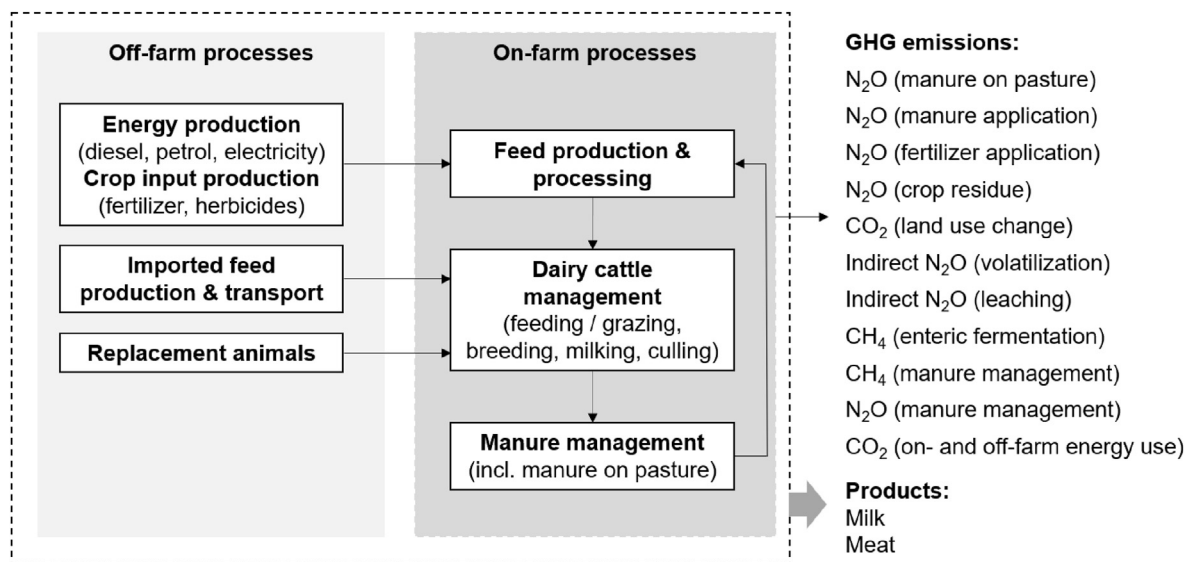 Off-farm processes
Energy production
(diesel, petrol, electricity)
Crop input production
(fertilizer, herbicides)
Imported feed
production & transport
Replacement animals
On-farm processes
Feed production &
processing
Dairy cattle
management
(feeding / grazing,
breeding, milking, culling)
Manure management
(incl. manure on pasture)
GHG emissions:
N₂O (manure on pasture)
N₂O (manure application)
N₂O (fertilizer application)
N₂O (crop residue)
CO₂ (land use change)
Indirect N₂O (volatilization)
Indirect N₂O (leaching)
CH₄ (enteric fermentation)
CH₄ (manure management)
N₂O (manure management)
CO₂ (on- and off-farm energy use)
Products:
Milk
Meat